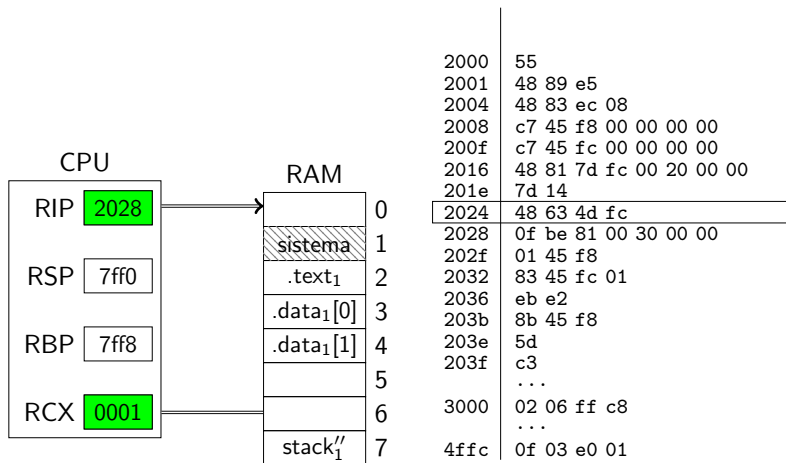 CPU
RIP 2028
RSP 7ff0
RBP 7ff8
RCX 0001
RAM
0
sistema 1
.text₁ 2
.data₁[0] 3
.data₁[1] 4
5
6
stack₁′′ 7
2000 55
2001 48 89 e5
2004 48 83 ec 08
2008 c7 45 f8 00 00 00 00
200f c7 45 fc 00 00 00 00
2016 48 81 7d fc 00 20 00 00
201e 7d 14
2024 48 63 4d fc
2028 0f be 81 00 30 00 00
202f 01 45 f8
2032 83 45 fc 01
2036 eb e2
203b 8b 45 f8
203e 5d
203f c3
...
3000 02 06 ff c8
...
4ffc 0f 03 e0 01